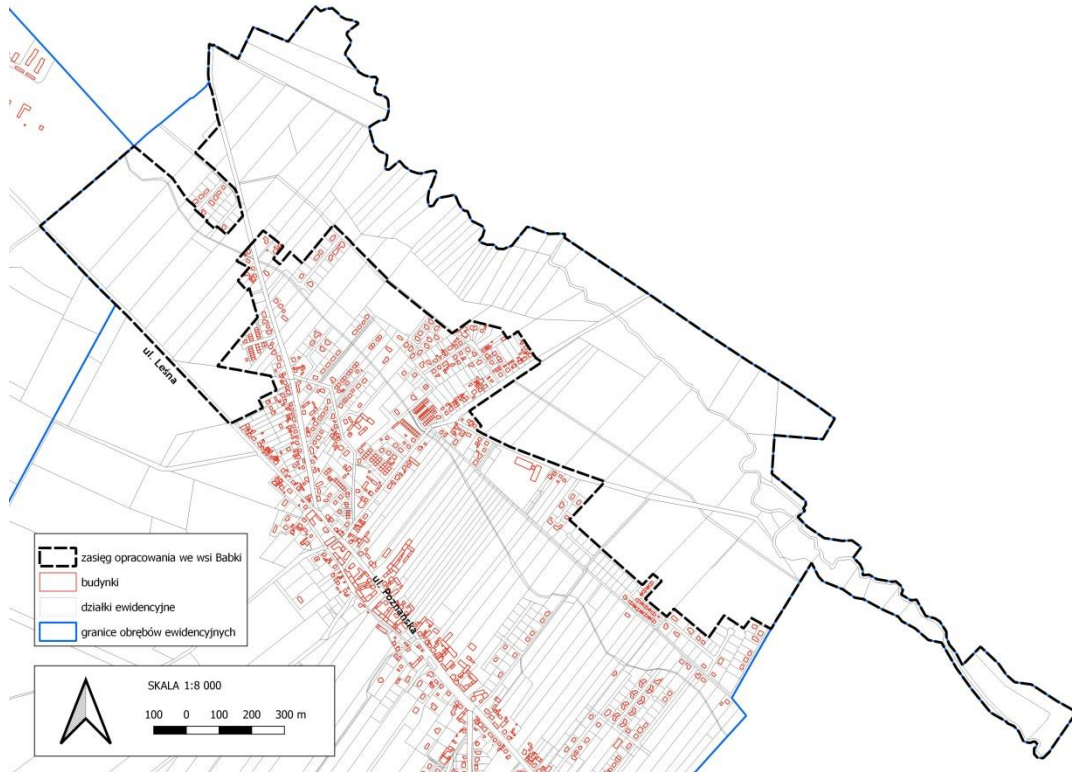 ul. Leśna
ul. Poznańska
zasięg opracowania we wsi Babki
budynki
działki ewidencyjne
granice obrębów ewidencyjnych
SKALA 1:8 000
100 0 100 200 300 m